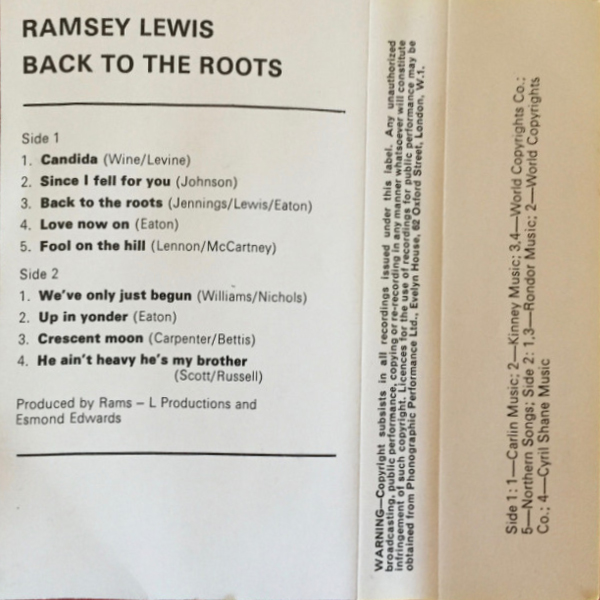 RAMSEY LEWIS
BACK TO THE ROOTS
Side 1
1. Candida (Wine/Levine)
2. Since I fell for you (Johnson)
3. Back to the roots (Jennings/Lewis/Eaton)
4. Love now on (Eaton)
5. Fool on the hill (Lennon/McCartney)
Side 2
1. We've only just begun (Williams/Nichols)
2. Up in yonder (Eaton)
3. Crescent moon (Carpenter/Bettis)
4. He ain't heavy he's my brother
(Scott/Russell)
Produced by Rams – L Productions and
Esmond Edwards
WARNING—Copyright subsists in all recordings issued under this label. Any unauthorized
broadcasting, public performance, copying or re-recording in any manner whatsoever will constitute
infringement of such copyright. Licences for the use of recordings for public performance may be
obtained from Phonographic Performance Ltd., Evelyn House, 62 Oxford Street, London, W.1.
Side 1: 1—Carlin Music; 2—Kinney Music; 3,4—World Copyrights Co.;
5—Northern Songs; Side 2: 1,3—Rondor Music; 2—World Copyrights
Co.; 4—Cyril Shane Music